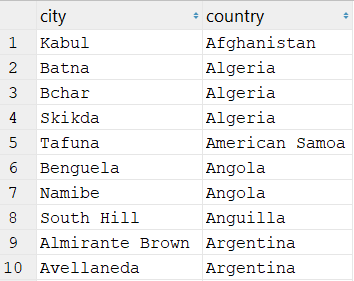 city country
1 Kabul Afghanistan
2 Batna Algeria
3 Bchar Algeria
4 Skikda Algeria
5 Tafuna American Samoa
6 Benguela Angola
7 Namibe Angola
8 South Hill Anguilla
9 Almirante Brown Argentina
10 Avellaneda Argentina